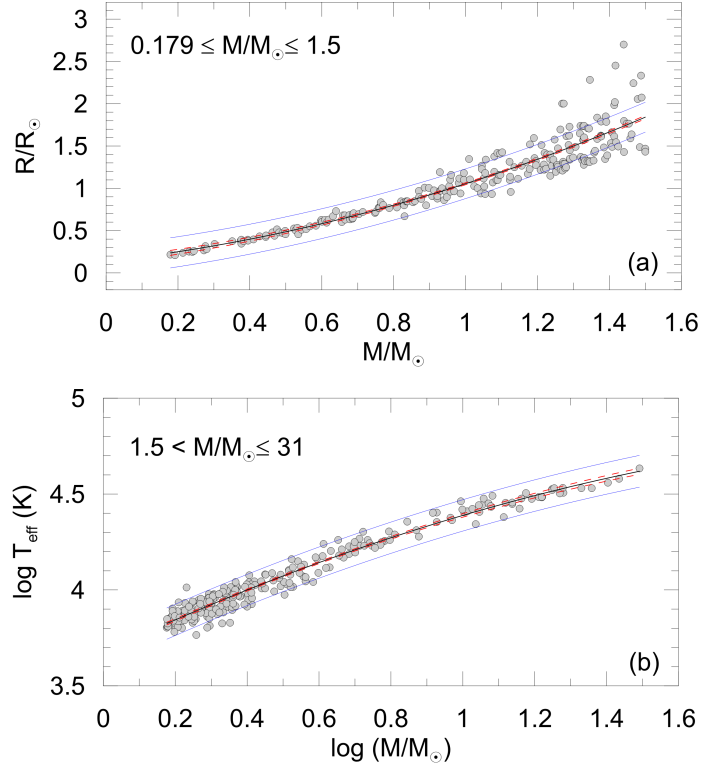 3
2.5
2
1.5
1
0.5
0
R/R☉
0.179 ≤ M/M☉ ≤ 1.5
(a)
0 0.2 0.4 0.6 0.8 1 1.2 1.4 1.6
M/M☉
5
4.5
4
3.5
log T_eff (K)
1.5 < M/M☉ ≤ 31
(b)
0 0.2 0.4 0.6 0.8 1 1.2 1.4 1.6
log (M/M☉)